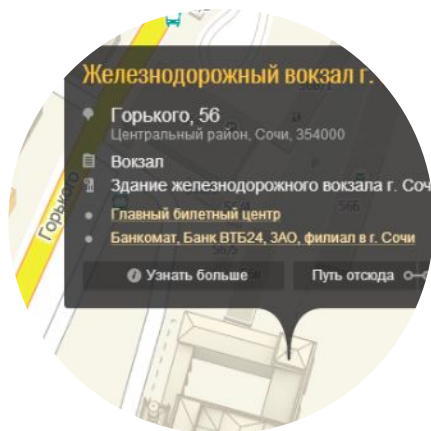 Железнодорожный вокзал г.
Горького, 56
Центральный район, Сочи, 354000
Вокзал
Здание железнодорожного вокзала г. Соч
Главный билетный центр
Банкомат, Банк ВТБ24, ЗАО, филиал в г. Сочи
Узнать больше
Путь отсюда
Горького